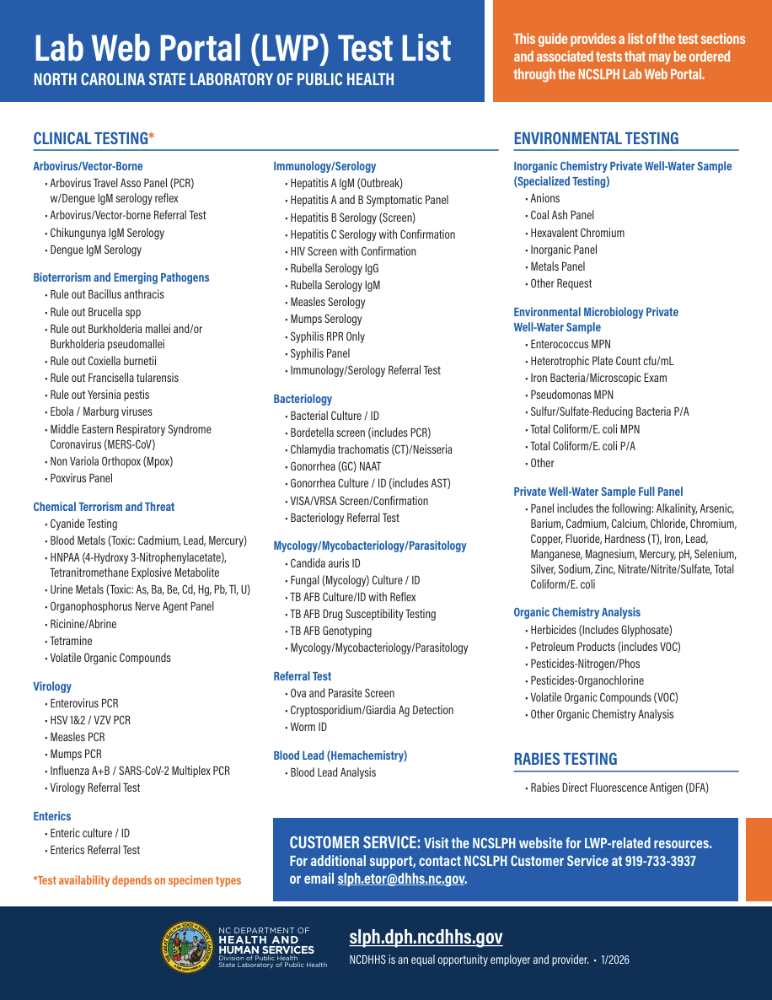 Lab Web Portal (LWP) Test List
NORTH CAROLINA STATE LABORATORY OF PUBLIC HEALTH
This guide provides a list of the test sections
and associated tests that may be ordered
through the NCSLPH Lab Web Portal.
CLINICAL TESTING*
Arbovirus/Vector-Borne
• Arbovirus Travel Asso Panel (PCR)
w/Dengue IgM serology reflex
• Arbovirus/Vector-borne Referral Test
• Chikungunya IgM Serology
• Dengue IgM Serology
Bioterrorism and Emerging Pathogens
• Rule out Bacillus anthracis
• Rule out Brucella spp
• Rule out Burkholderia mallei and/or
Burkholderia pseudomallei
• Rule out Coxiella burnetii
• Rule out Francisella tularensis
• Rule out Yersinia pestis
• Ebola / Marburg viruses
• Middle Eastern Respiratory Syndrome
Coronavirus (MERS-CoV)
• Non Variola Orthopox (Mpox)
• Poxvirus Panel
Chemical Terrorism and Threat
• Cyanide Testing
• Blood Metals (Toxic: Cadmium, Lead, Mercury)
• HNPAA (4-Hydroxy 3-Nitrophenylacetate),
Tetranitromethane Explosive Metabolite
• Urine Metals (Toxic: As, Ba, Be, Cd, Hg, Pb, Tl, U)
• Organophosphorus Nerve Agent Panel
• Ricinine/Abrine
• Tetramine
• Volatile Organic Compounds
Virology
• Enterovirus PCR
• HSV 1&2 / VZV PCR
• Measles PCR
• Mumps PCR
• Influenza A+B / SARS-CoV-2 Multiplex PCR
• Virology Referral Test
Enterics
• Enteric culture / ID
• Enterics Referral Test
*Test availability depends on specimen types
Immunology/Serology
• Hepatitis A IgM (Outbreak)
• Hepatitis A and B Symptomatic Panel
• Hepatitis B Serology (Screen)
• Hepatitis C Serology with Confirmation
• HIV Screen with Confirmation
• Rubella Serology IgG
• Rubella Serology IgM
• Measles Serology
• Mumps Serology
• Syphilis RPR Only
• Syphilis Panel
• Immunology/Serology Referral Test
Bacteriology
• Bacterial Culture / ID
• Bordetella screen (includes PCR)
• Chlamydia trachomatis (CT)/Neisseria
• Gonorrhea (GC) NAAT
• Gonorrhea Culture / ID (includes AST)
• VISA/VRSA Screen/Confirmation
• Bacteriology Referral Test
Mycology/Mycobacteriology/Parasitology
• Candida auris ID
• Fungal (Mycology) Culture / ID
• TB AFB Culture/ID with Reflex
• TB AFB Drug Susceptibility Testing
• TB AFB Genotyping
• Mycology/Mycobacteriology/Parasitology
Referral Test
• Ova and Parasite Screen
• Cryptosporidium/Giardia Ag Detection
• Worm ID
Blood Lead (Hemachemistry)
• Blood Lead Analysis
ENVIRONMENTAL TESTING
Inorganic Chemistry Private Well-Water Sample
(Specialized Testing)
• Anions
• Coal Ash Panel
• Hexavalent Chromium
• Inorganic Panel
• Metals Panel
• Other Request
Environmental Microbiology Private
Well-Water Sample
• Enterococcus MPN
• Heterotrophic Plate Count cfu/mL
• Iron Bacteria/Microscopic Exam
• Pseudomonas MPN
• Sulfur/Sulfate-Reducing Bacteria P/A
• Total Coliform/E. coli MPN
• Total Coliform/E. coli P/A
• Other
Private Well-Water Sample Full Panel
• Panel includes the following: Alkalinity, Arsenic,
Barium, Cadmium, Calcium, Chloride, Chromium,
Copper, Fluoride, Hardness (T), Iron, Lead,
Manganese, Magnesium, Mercury, pH, Selenium,
Silver, Sodium, Zinc, Nitrate/Nitrite/Sulfate, Total
Coliform/E. coli
Organic Chemistry Analysis
• Herbicides (Includes Glyphosate)
• Petroleum Products (includes VOC)
• Pesticides-Nitrogen/Phos
• Pesticides-Organochlorine
• Volatile Organic Compounds (VOC)
• Other Organic Chemistry Analysis
RABIES TESTING
• Rabies Direct Fluorescence Antigen (DFA)
CUSTOMER SERVICE: Visit the NCSLPH website for LWP-related resources.
For additional support, contact NCSLPH Customer Service at 919-733-3937
or email slph.etor@dhhs.nc.gov.
NC DEPARTMENT OF
HEALTH AND
HUMAN SERVICES
Division of Public Health
State Laboratory of Public Health
slph.dph.ncdhhs.gov
NCDHHS is an equal opportunity employer and provider. • 1/2026